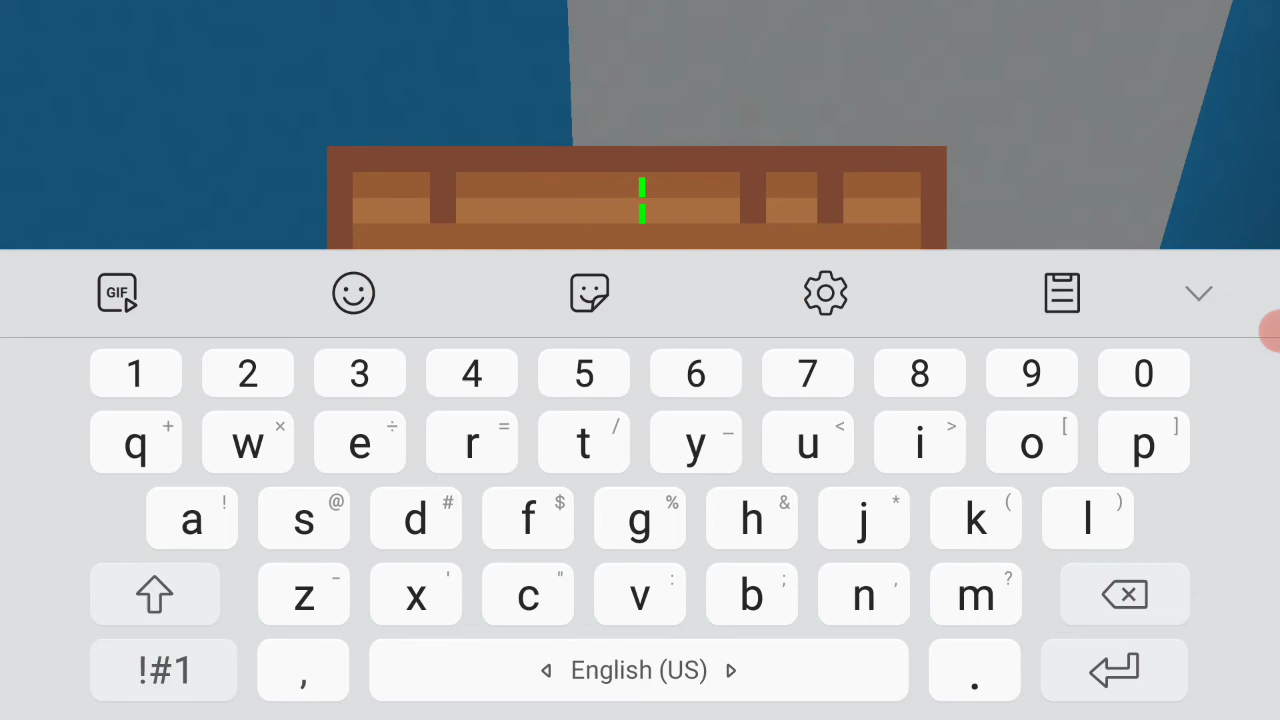 GIF
1 2 3 4 5 6 7 8 9 0
q + w × e ÷ r = t / y _ u < i > o [ p ]
a ! s @ d # f $ g % h & j * k ( l )
z - x ' c " v : b ; n , m ?
!#1 , English (US) .